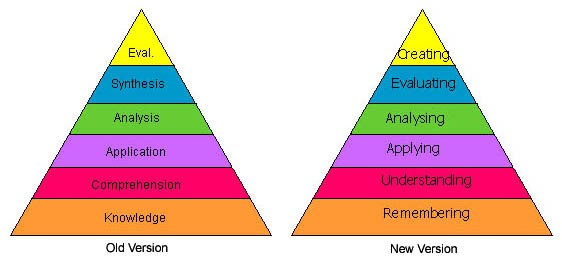 Eval.
Synthesis
Analysis
Application
Comprehension
Knowledge
Old Version
Creating
Evaluating
Analysing
Applying
Understanding
Remembering
New Version